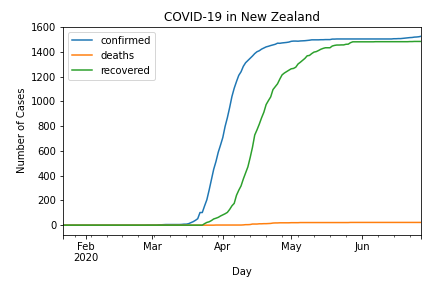 COVID-19 in New Zealand
confirmed
deaths
recovered
Number of Cases
1600
1400
1200
1000
800
600
400
200
0
Feb Mar Apr May Jun
2020
Day